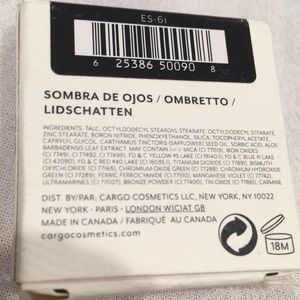 ES-61
6 25386 50090 8
SOMBRA DE OJOS / OMBRETTO /
LIDSCHATTEN
INGREDIENTS: TALC, OCTYLDODECYL STEAROYL STEARATE, OCTYLDODECYL STEARATE,
ZINC STEARATE, BORON NITRIDE, PHENOXYETHANOL, SILICA, TOCOPHERYL ACETATE,
CAPRYLYL GLYCOL, CARTHAMUS TINCTORIUS (SAFFLOWER) SEED OIL, SORBIC ACID, ALOE
BARBADENSIS LEAF EXTRACT. MAY CONTAIN (+/-): MICA (CI 77019), IRON OXIDES
(CI 77491, CI 77492, CI 77499), FD & C YELLOW #5 LAKE (CI 19140:1), FD & C BLUE #1 LAKE
(CI 42090), FD & C RED #40 LAKE (CI 16035), TITANIUM DIOXIDE (CI 77891), BISMUTH
OXYCHLORIDE (CI 77163), CHROMIUM OXIDE GREEN (CI 77288), CHROMIUM HYDROXIDE
GREEN (CI 77289), FERRIC FERROCYANIDE (CI 77510), MANGANESE VIOLET (CI 77742),
ULTRAMARINES (CI 77007), BRONZE POWDER (CI 77400), TIN OXIDE (CI 77861), CARMINE
DIST. BY/PAR: CARGO COSMETICS LLC, NEW YORK, NY 10022
NEW YORK - PARIS - LONDON W1C1AT GB
MADE IN CANADA / FABRIQUÉ AU CANADA
cargocosmetics.com
18M